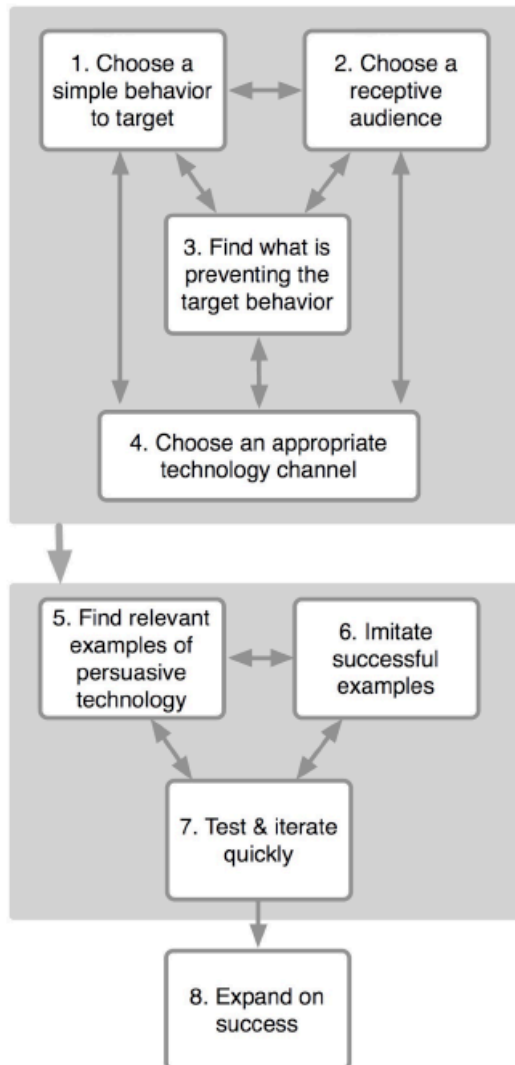 1. Choose a
simple behavior
to target
2. Choose a
receptive
audience
3. Find what is
preventing the
target behavior
4. Choose an appropriate
technology channel
5. Find relevant
examples of
persuasive
technology
6. Imitate
successful
examples
7. Test & iterate
quickly
8. Expand on
success